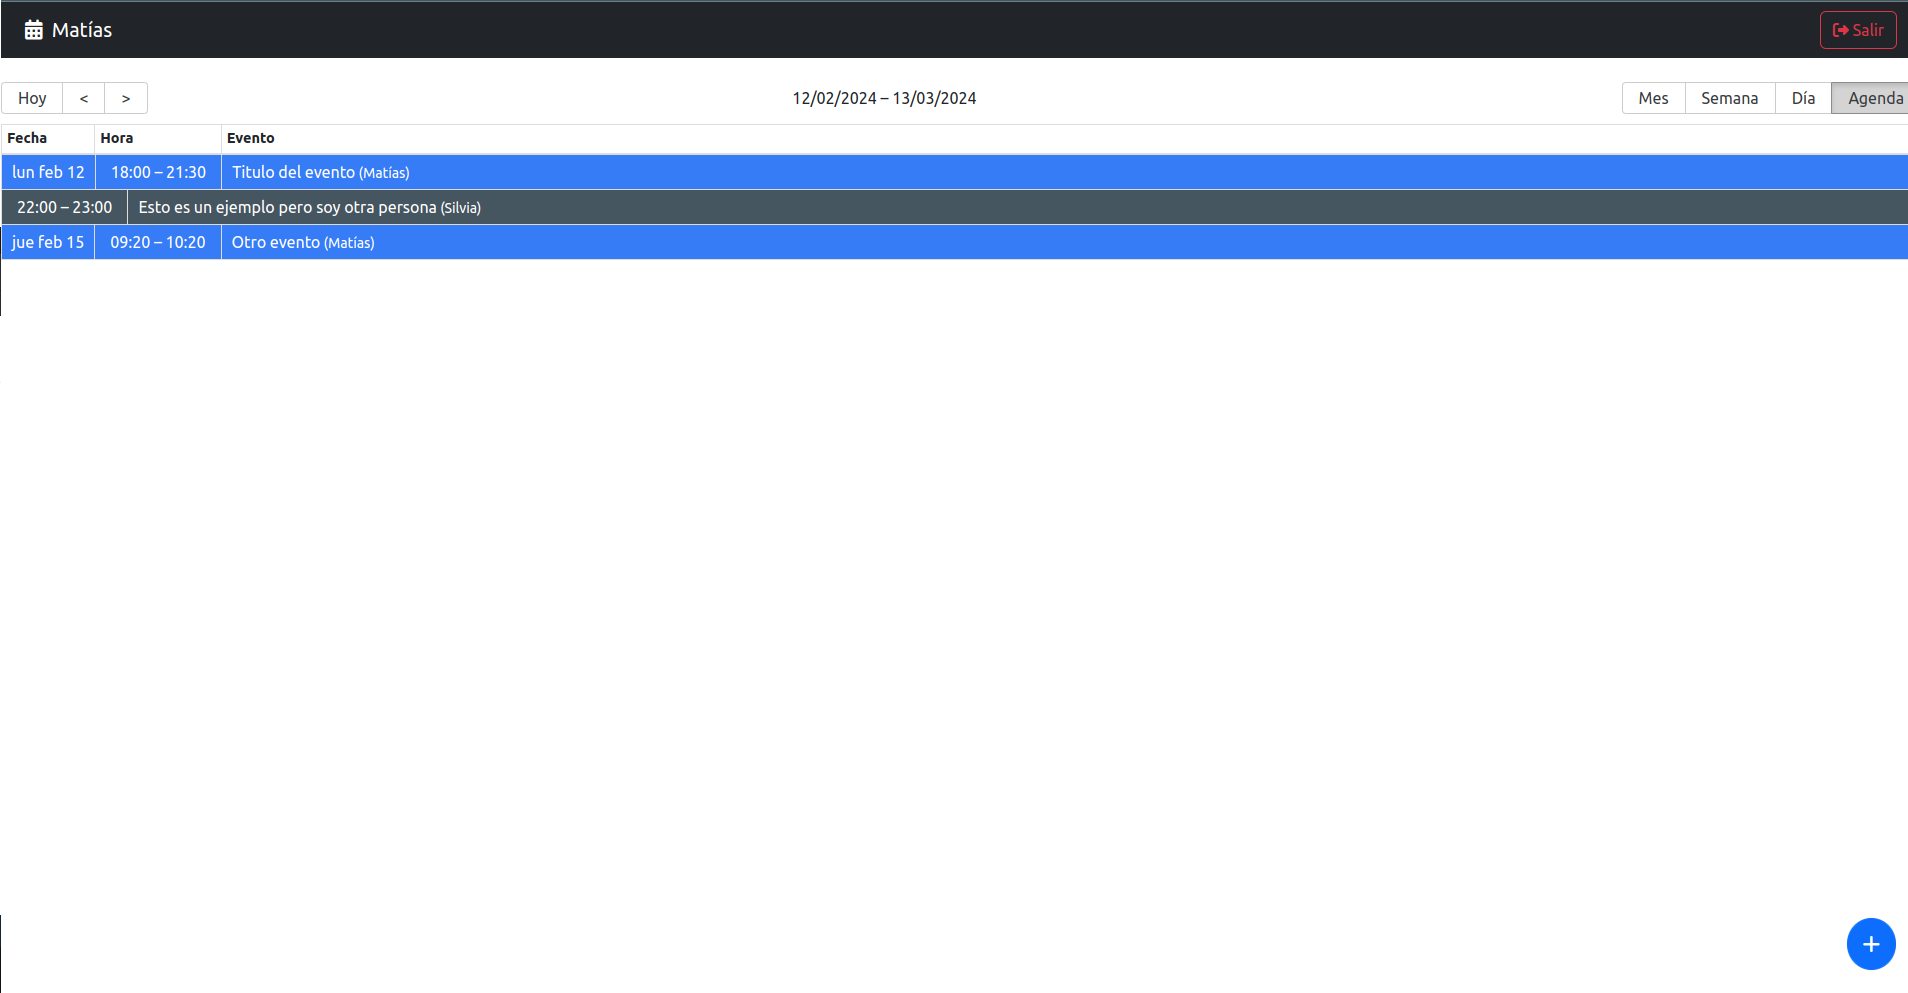 Matías Salir
Hoy < > 12/02/2024 – 13/03/2024 Mes Semana Día Agenda
Fecha Hora Evento
lun feb 12 18:00 – 21:30 Titulo del evento (Matías)
22:00 – 23:00 Esto es un ejemplo pero soy otra persona (Silvia)
jue feb 15 09:20 – 10:20 Otro evento (Matías)
+